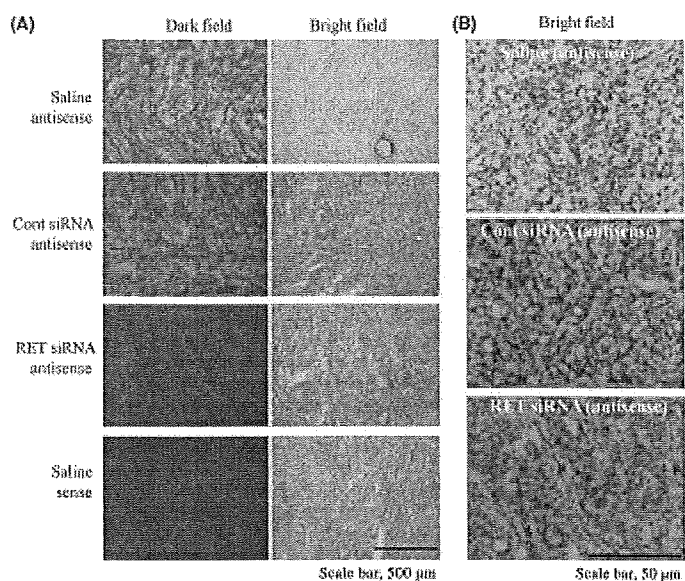 (A)
Dark field
Bright field
Saline
antisense
Cont siRNA
antisense
RET siRNA
antisense
Saline
sense
Scale bar, 500 μm
(B)
Bright field
Saline (antisense)
Cont siRNA (antisense)
RET siRNA (antisense)
Scale bar, 50 μm